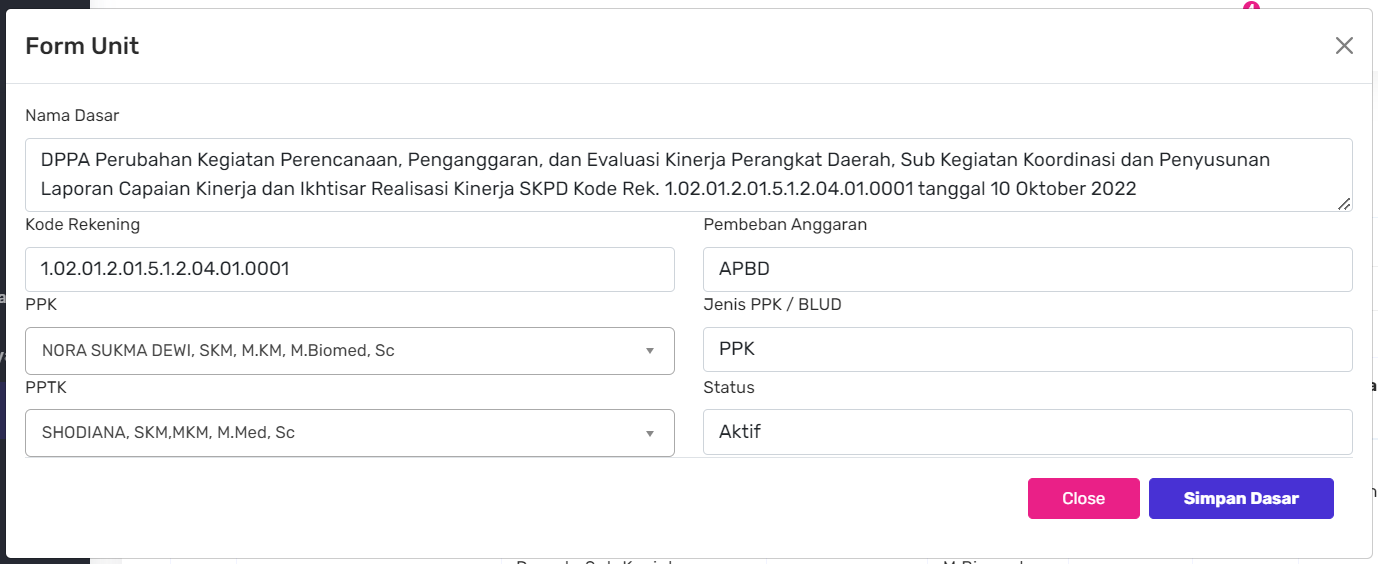 Form Unit
Nama Dasar
DPPA Perubahan Kegiatan Perencanaan, Penganggaran, dan Evaluasi Kinerja Perangkat Daerah, Sub Kegiatan Koordinasi dan Penyusunan
Laporan Capaian Kinerja dan Ikhtisar Realisasi Kinerja SKPD Kode Rek. 1.02.01.2.01.5.1.2.04.01.0001 tanggal 10 Oktober 2022
Kode Rekening
Pembeban Anggaran
1.02.01.2.01.5.1.2.04.01.0001
APBD
PPK
Jenis PPK / BLUD
NORA SUKMA DEWI, SKM, M.KM, M.Biomed, Sc
PPK
PPTK
Status
SHODIANA, SKM,MKM, M.Med, Sc
Aktif
Close
Simpan Dasar